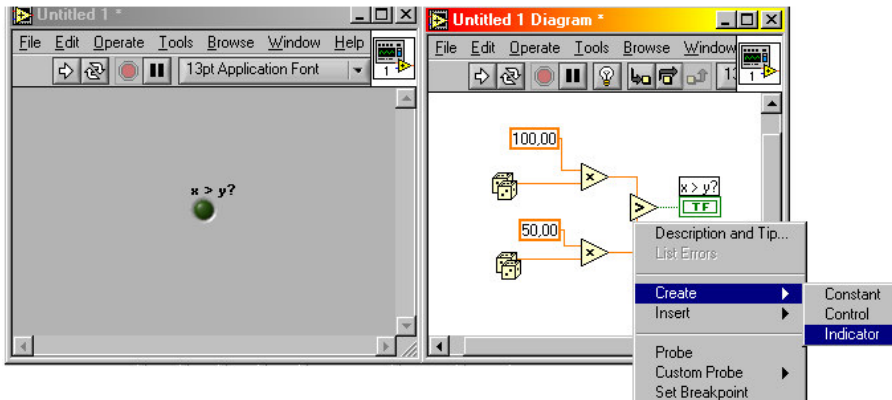 Untitled 1 *
File Edit Operate Tools Browse Window Help
13pt Application Font
1
x > y?
Untitled 1 Diagram *
File Edit Operate Tools Browse Window
1
100,00
x
x > y?
>
TF
50,00
x
Description and Tip...
List Errors
Create
Insert
Probe
Custom Probe
Set Breakpoint
Constant
Control
Indicator